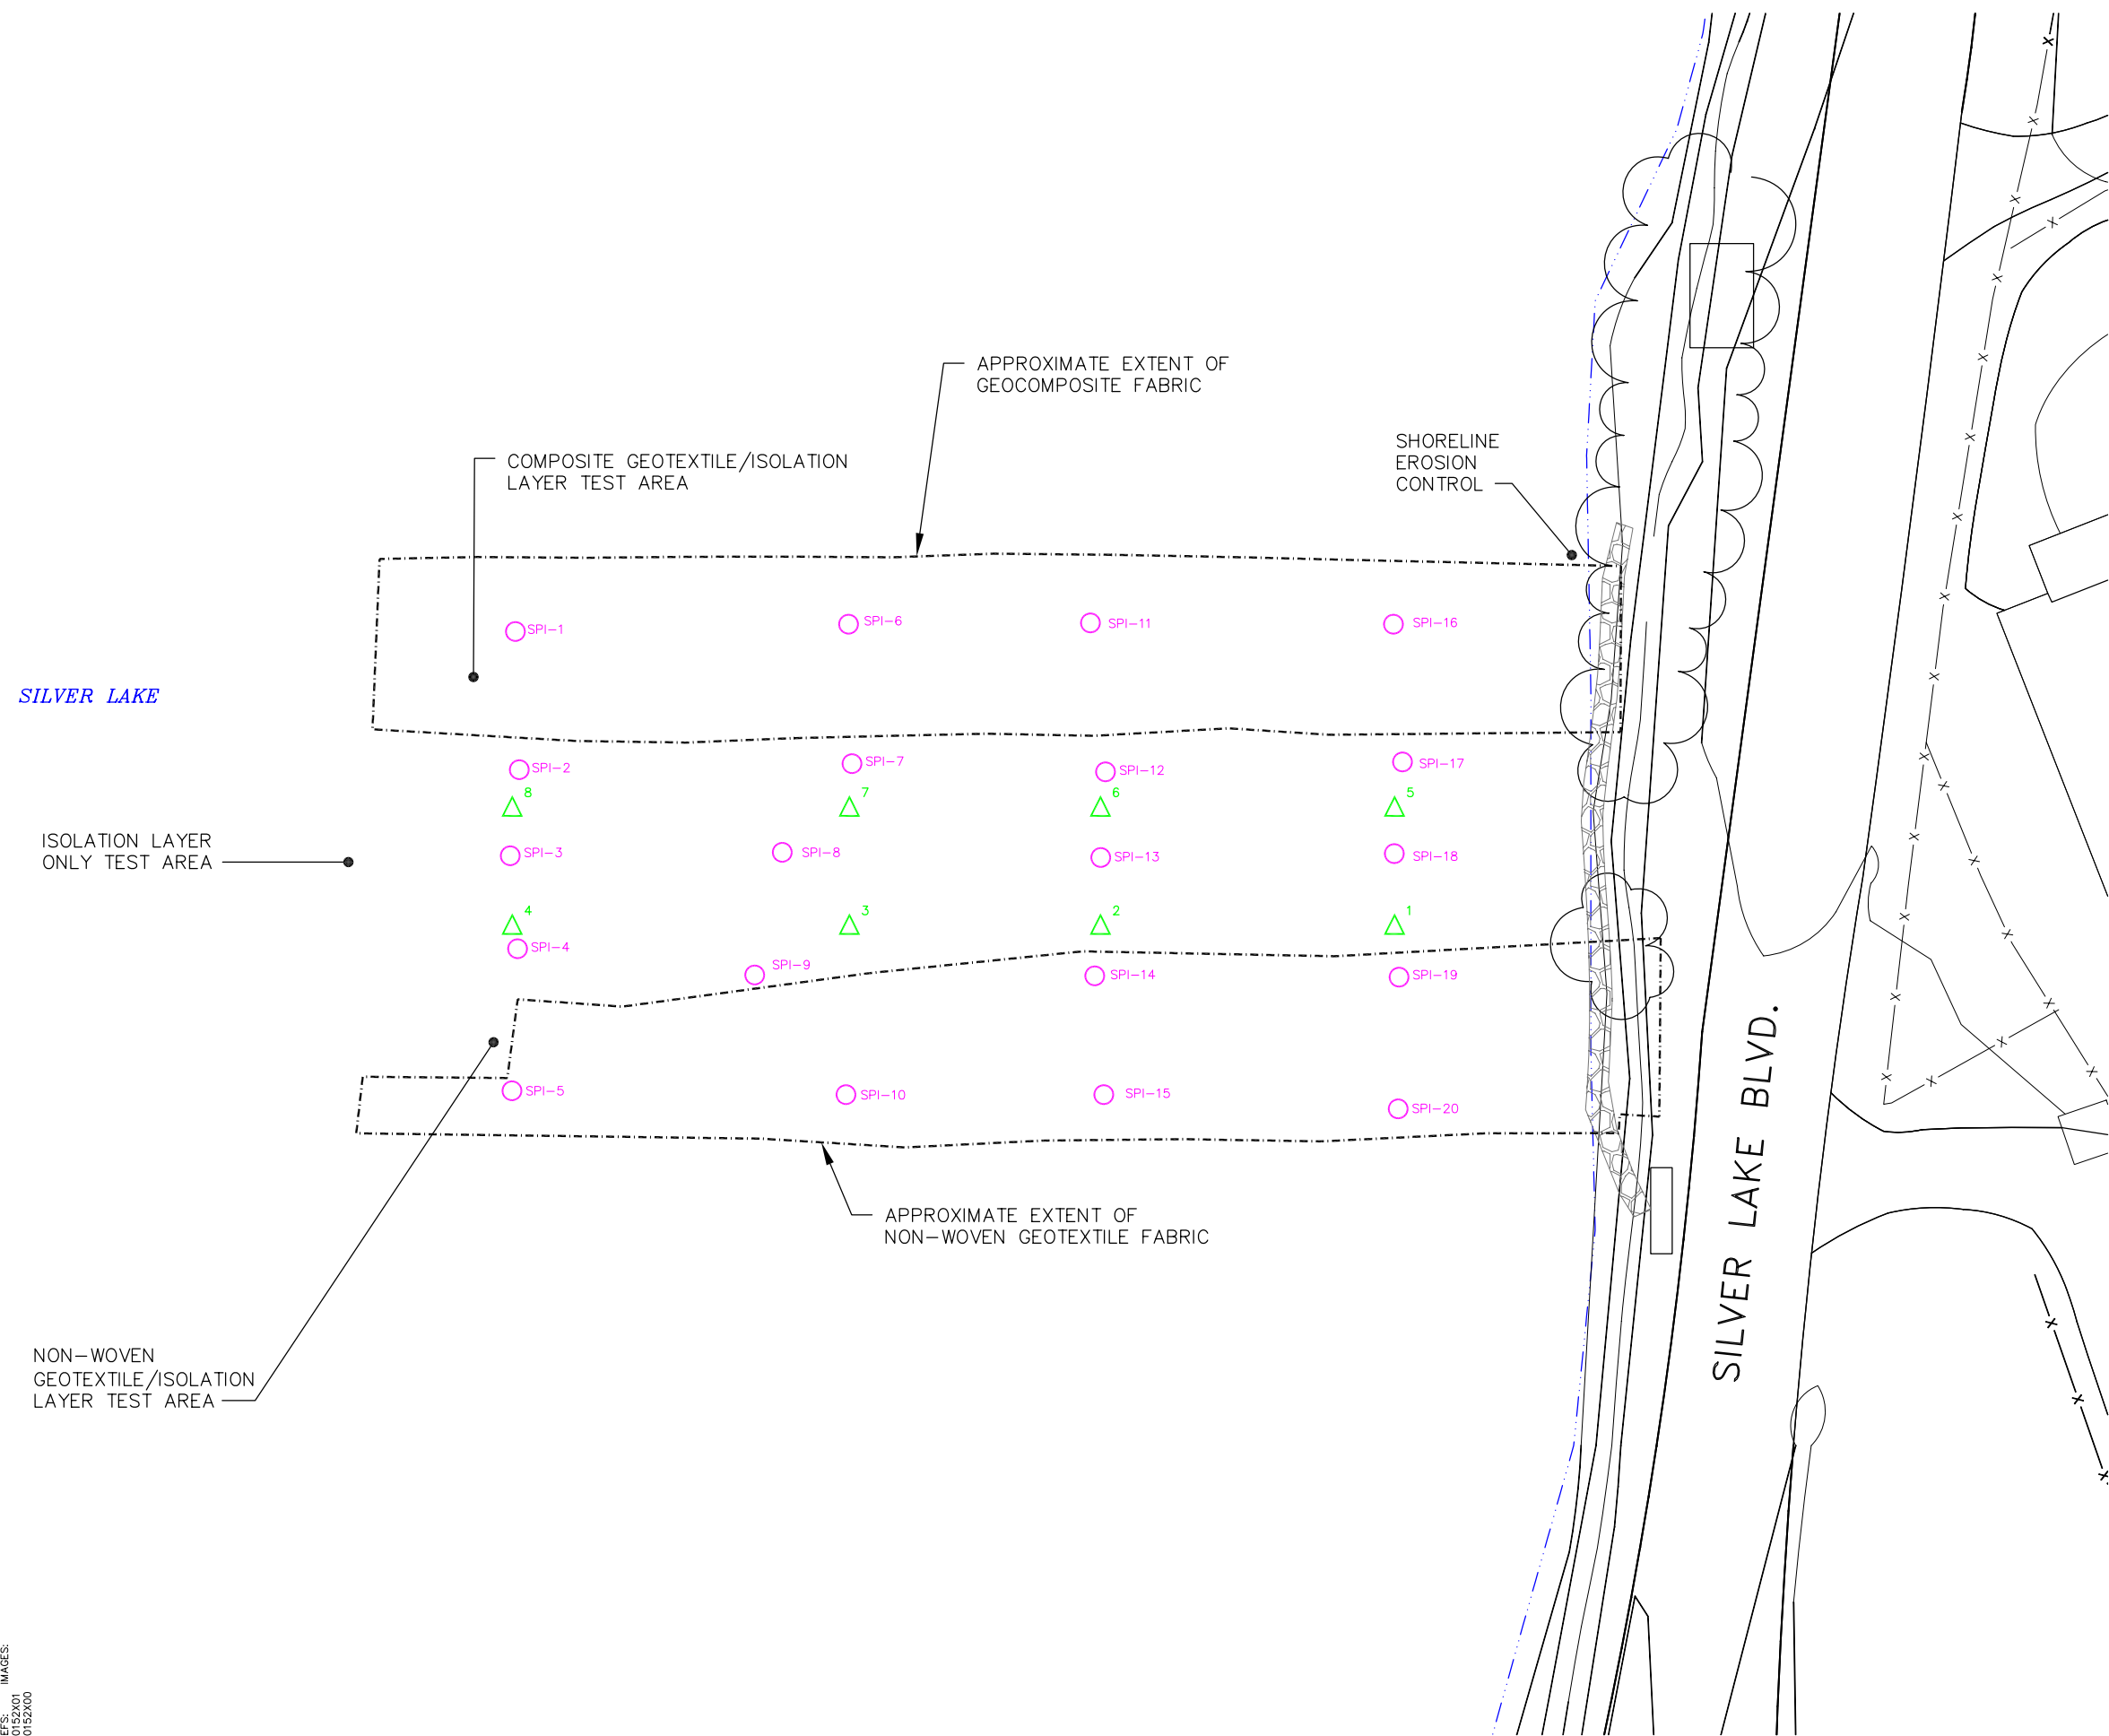 APPROXIMATE EXTENT OF
GEOCOMPOSITE FABRIC
COMPOSITE GEOTEXTILE/ISOLATION
LAYER TEST AREA
SHORELINE
EROSION
CONTROL
SPI-1
SPI-6
SPI-11
SPI-16
SILVER LAKE
SPI-2
SPI-7
SPI-12
SPI-17
8
7
6
5
ISOLATION LAYER
ONLY TEST AREA
SPI-3
SPI-8
SPI-13
SPI-18
4
3
2
1
SPI-4
SPI-9
SPI-14
SPI-19
SPI-5
SPI-10
SPI-15
SPI-20
SILVER LAKE BLVD.
APPROXIMATE EXTENT OF
NON-WOVEN GEOTEXTILE FABRIC
NON-WOVEN
GEOTEXTILE/ISOLATION
LAYER TEST AREA
EFS: IMAGES:
0152X01
0152X00